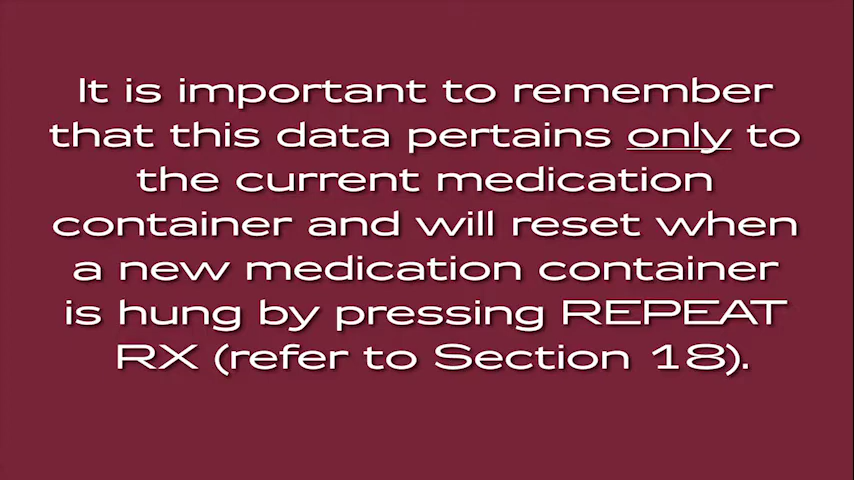 It is important to remember
that this data pertains only to
the current medication
container and will reset when
a new medication container
is hung by pressing REPEAT
RX (refer to Section 18).